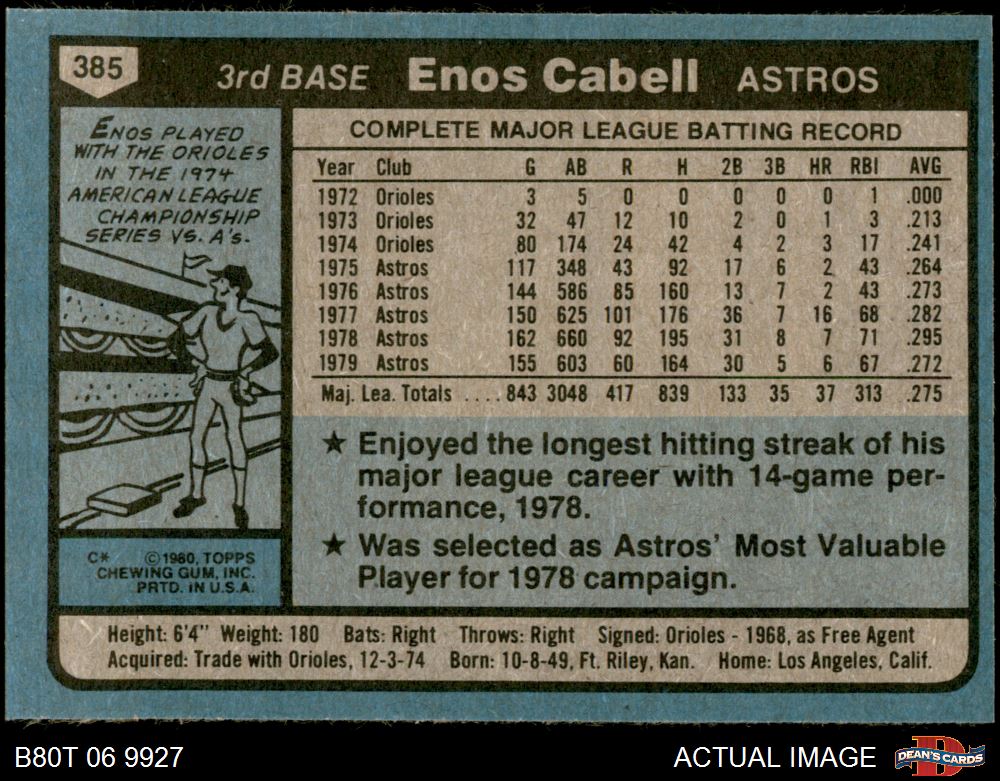 385 3rd BASE Enos Cabell ASTROS
ENOS PLAYED
WITH THE ORIOLES
IN THE 1974
AMERICAN LEAGUE
CHAMPIONSHIP
SERIES VS. A's.
COMPLETE MAJOR LEAGUE BATTING RECORD
Year Club G AB R H 2B 3B HR RBI AVG
1972 Orioles 3 5 0 0 0 0 0 1 .000
1973 Orioles 32 47 12 10 2 0 1 3 .213
1974 Orioles 80 174 24 42 4 2 3 17 .241
1975 Astros 117 348 43 92 17 6 2 43 .264
1976 Astros 144 586 85 160 13 7 2 43 .273
1977 Astros 150 625 101 176 36 7 16 68 .282
1978 Astros 162 660 92 195 31 8 7 71 .295
1979 Astros 155 603 60 164 30 5 6 67 .272
Maj. Lea. Totals .... 843 3048 417 839 133 35 37 313 .275
★ Enjoyed the longest hitting streak of his
major league career with 14-game per-
formance, 1978.
★ Was selected as Astros' Most Valuable
Player for 1978 campaign.
C* ©1980, TOPPS
CHEWING GUM, INC.
PRTD. IN U.S.A.
Height: 6'4" Weight: 180 Bats: Right Throws: Right Signed: Orioles - 1968, as Free Agent
Acquired: Trade with Orioles, 12-3-74 Born: 10-8-49, Ft. Riley, Kan. Home: Los Angeles, Calif.
B80T 06 9927 ACTUAL IMAGE D DEAN'S CARDS